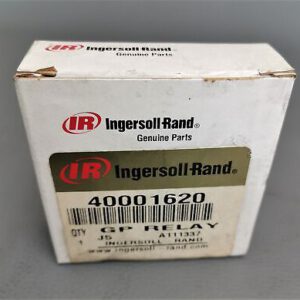 IR Ingersoll-Rand®
Genuine Parts
IR Ingersoll-Rand®
Genuine Parts
IR Ingersoll-Rand®
40001620
QTY GP RELAY
1 J5 A111337
INGERSOLL RAND
www.ingersoll-rand.com